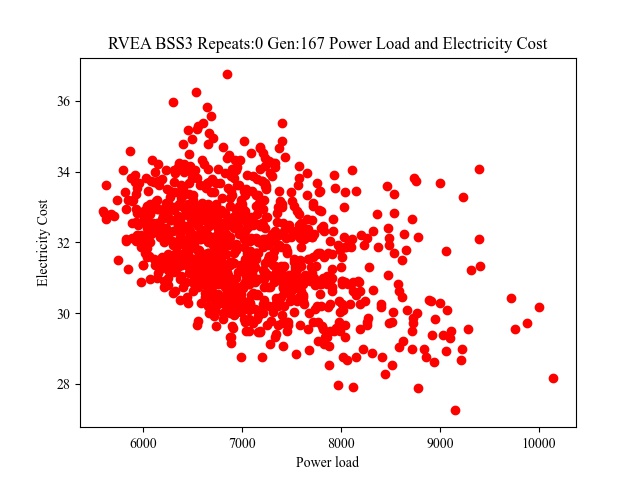 RVEA BSS3 Repeats:0 Gen:167 Power Load and Electricity Cost
36
34
32
30
28
Electricity Cost
6000 7000 8000 9000 10000
Power load